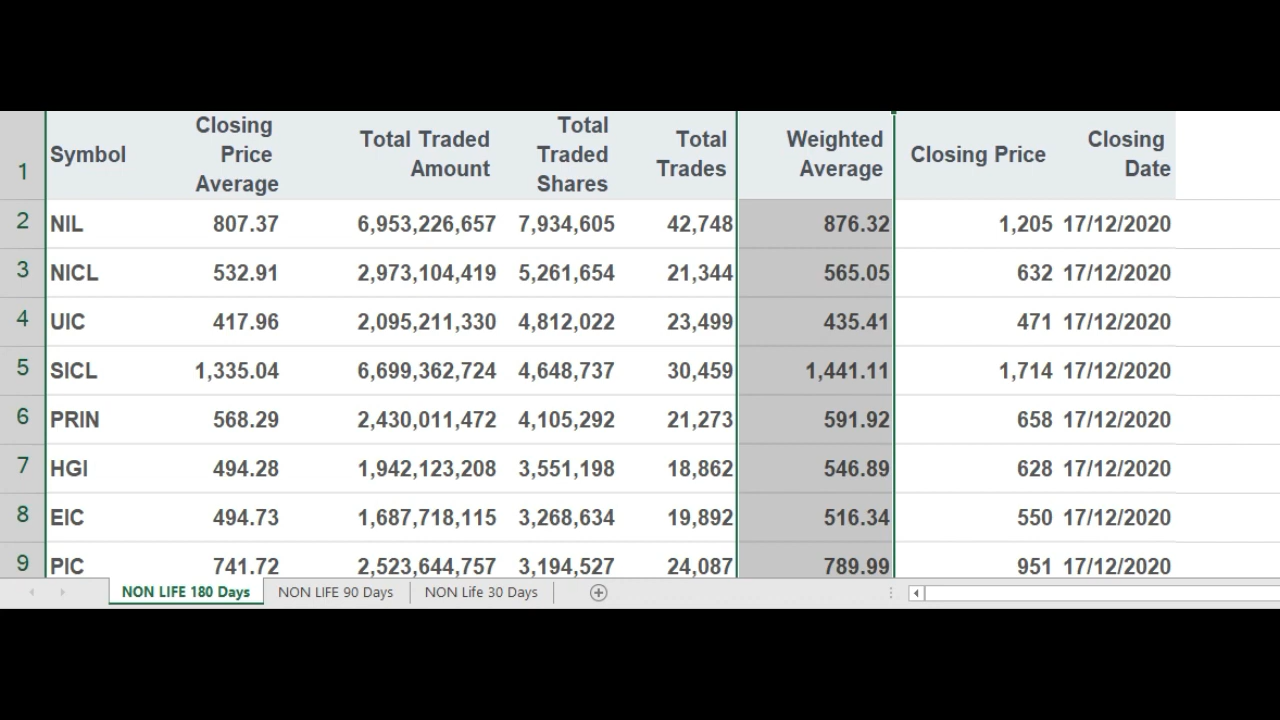 1 Symbol Closing Price Average Total Traded Amount Total Traded Shares Total Trades Weighted Average Closing Price Closing Date
2 NIL 807.37 6,953,226,657 7,934,605 42,748 876.32 1,205 17/12/2020
3 NICL 532.91 2,973,104,419 5,261,654 21,344 565.05 632 17/12/2020
4 UIC 417.96 2,095,211,330 4,812,022 23,499 435.41 471 17/12/2020
5 SICL 1,335.04 6,699,362,724 4,648,737 30,459 1,441.11 1,714 17/12/2020
6 PRIN 568.29 2,430,011,472 4,105,292 21,273 591.92 658 17/12/2020
7 HGI 494.28 1,942,123,208 3,551,198 18,862 546.89 628 17/12/2020
8 EIC 494.73 1,687,718,115 3,268,634 19,892 516.34 550 17/12/2020
9 PIC 741.72 2,523,644,757 3,194,527 24,087 789.99 951 17/12/2020
NON LIFE 180 Days NON LIFE 90 Days NON Life 30 Days